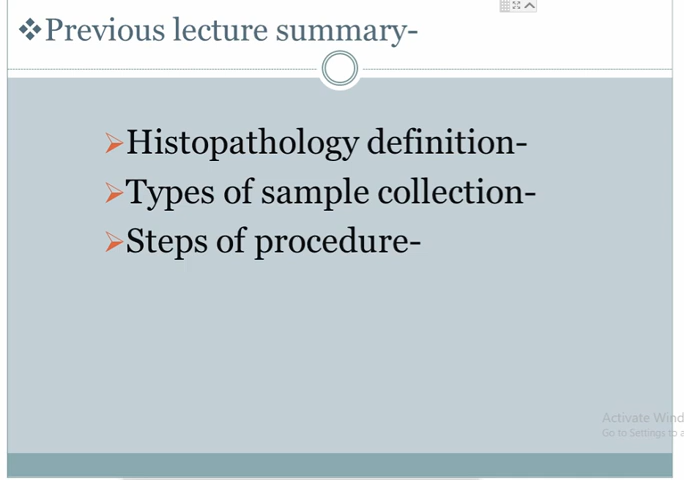 Previous lecture summary-
Histopathology definition-
Types of sample collection-
Steps of procedure-
Activate Wind
Go to Settings to a